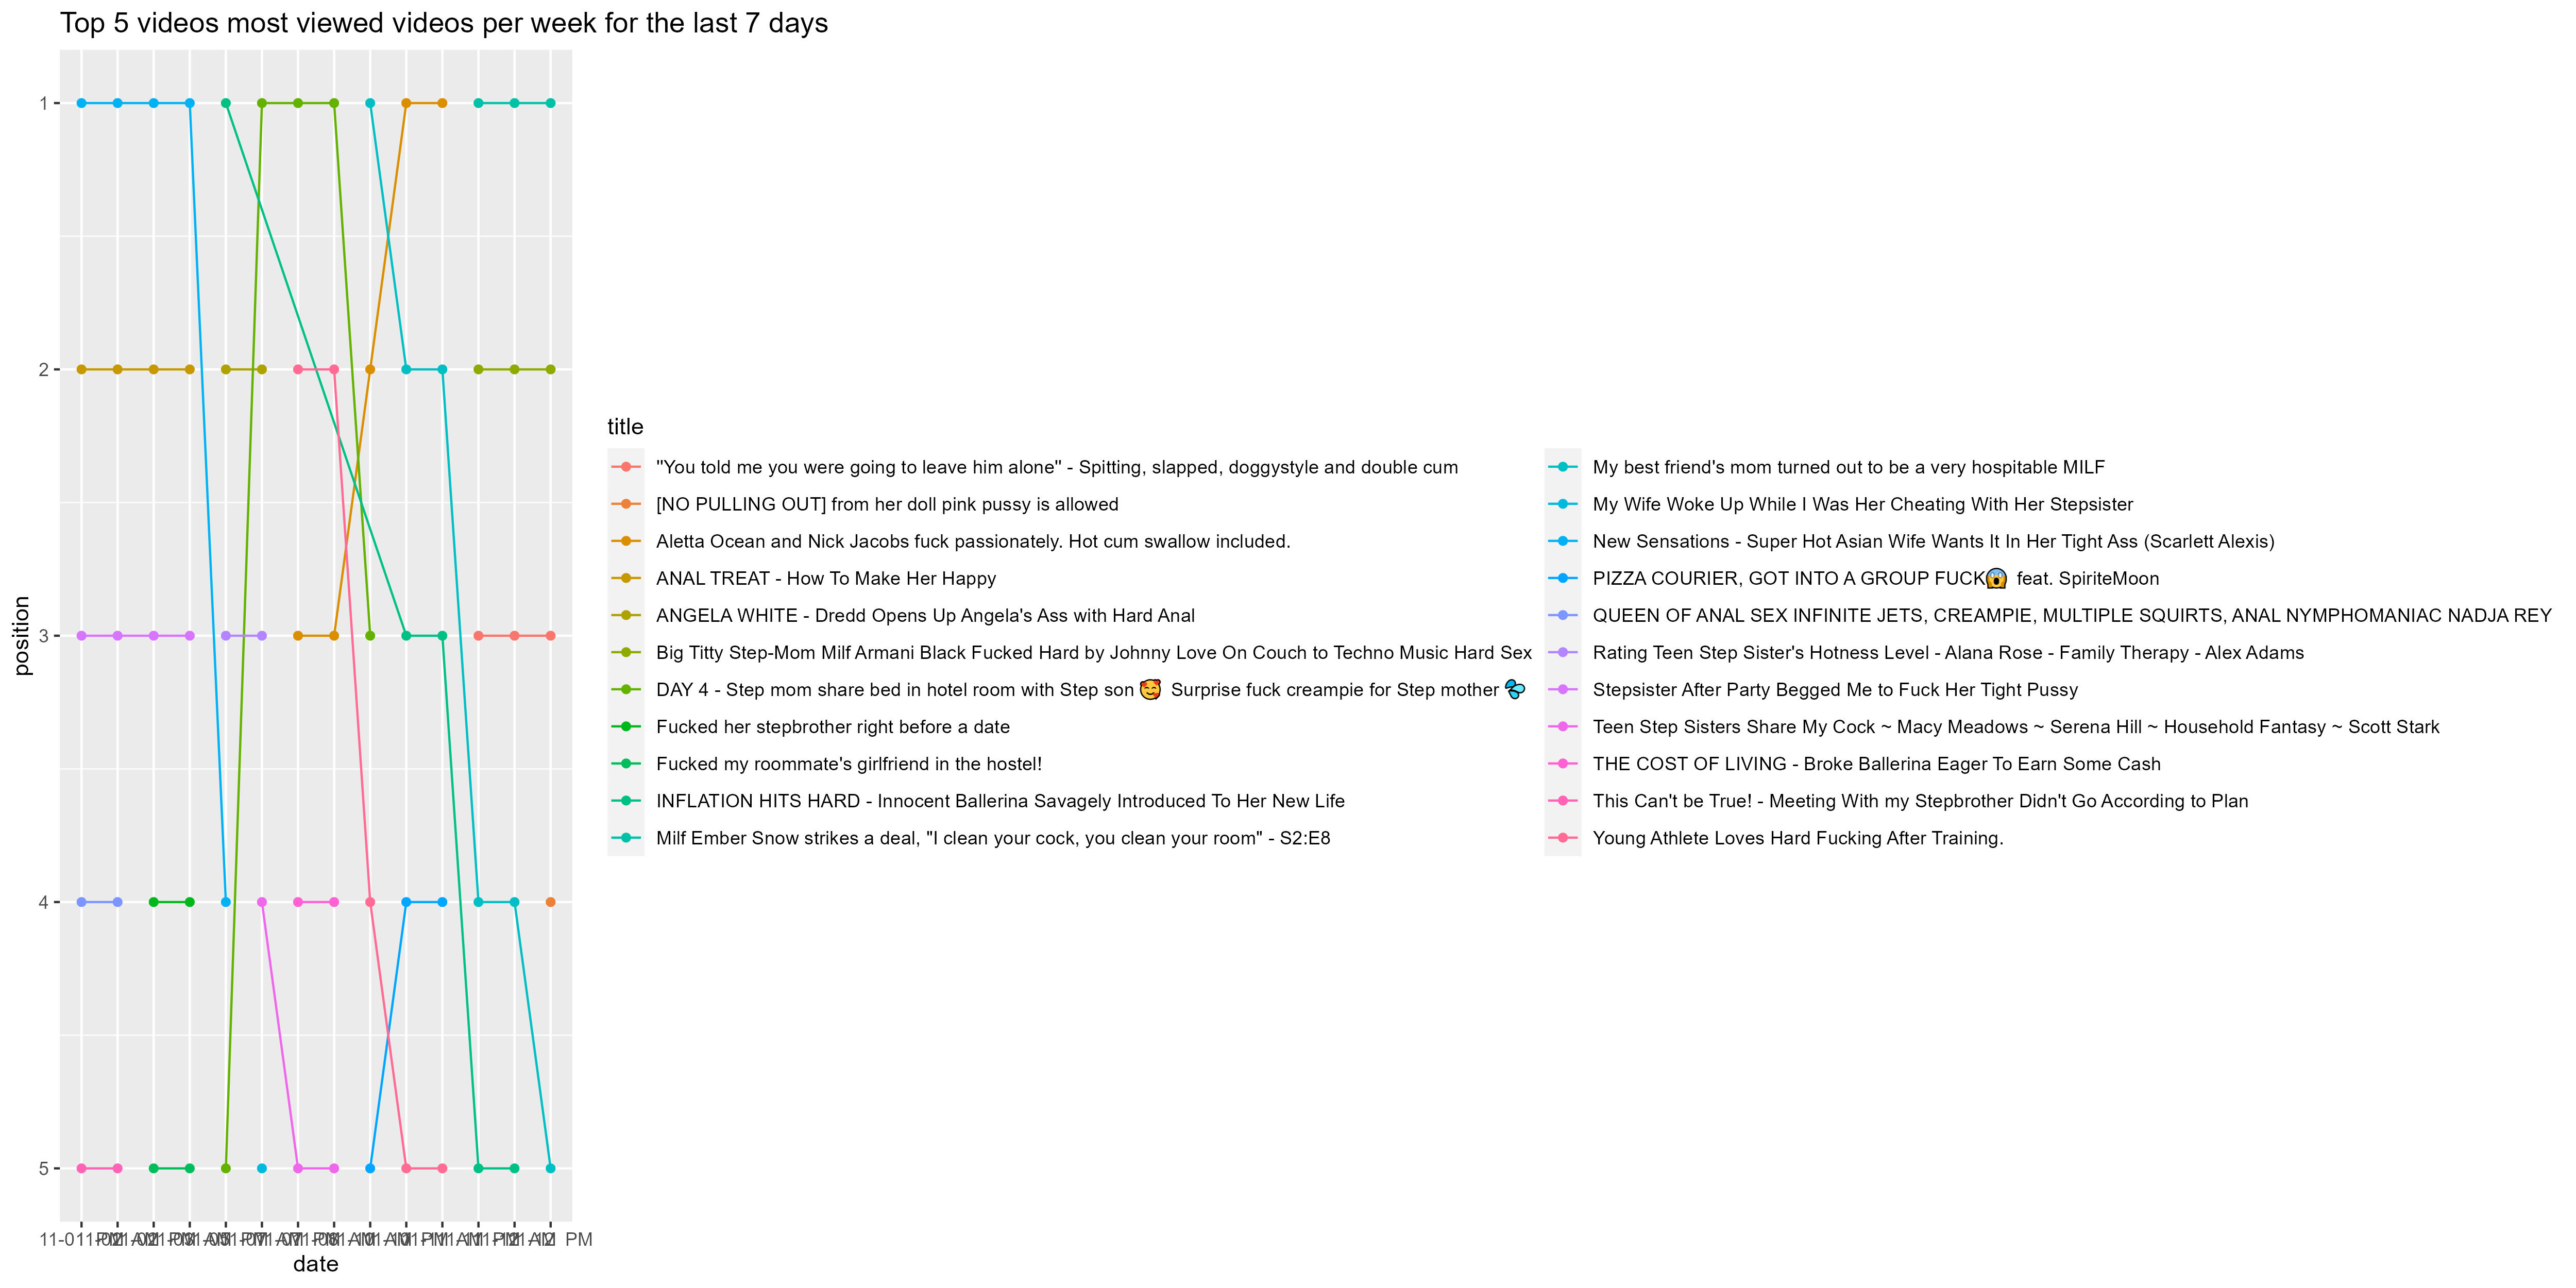 Top 5 videos most viewed videos per week for the last 7 days
position
1
2
3
4
5
date
title
"You told me you were going to leave him alone" - Spitting, slapped, doggystyle and double cum
[NO PULLING OUT] from her doll pink pussy is allowed
Aletta Ocean and Nick Jacobs fuck passionately. Hot cum swallow included.
ANAL TREAT - How To Make Her Happy
ANGELA WHITE - Dredd Opens Up Angela's Ass with Hard Anal
Big Titty Step-Mom Milf Armani Black Fucked Hard by Johnny Love On Couch to Techno Music Hard Sex
DAY 4 - Step mom share bed in hotel room with Step son 🥰 Surprise fuck creampie for Step mother 💦
Fucked her stepbrother right before a date
Fucked my roommate's girlfriend in the hostel!
INFLATION HITS HARD - Innocent Ballerina Savagely Introduced To Her New Life
Milf Ember Snow strikes a deal, "I clean your cock, you clean your room" - S2:E8
My best friend's mom turned out to be a very hospitable MILF
My Wife Woke Up While I Was Her Cheating With Her Stepsister
New Sensations - Super Hot Asian Wife Wants It In Her Tight Ass (Scarlett Alexis)
PIZZA COURIER, GOT INTO A GROUP FUCK😱 feat. SpiriteMoon
QUEEN OF ANAL SEX INFINITE JETS, CREAMPIE, MULTIPLE SQUIRTS, ANAL NYMPHOMANIAC NADJA REY
Rating Teen Step Sister's Hotness Level - Alana Rose - Family Therapy - Alex Adams
Stepsister After Party Begged Me to Fuck Her Tight Pussy
Teen Step Sisters Share My Cock ~ Macy Meadows ~ Serena Hill ~ Household Fantasy ~ Scott Stark
THE COST OF LIVING - Broke Ballerina Eager To Earn Some Cash
This Can't be True! - Meeting With my Stepbrother Didn't Go According to Plan
Young Athlete Loves Hard Fucking After Training.